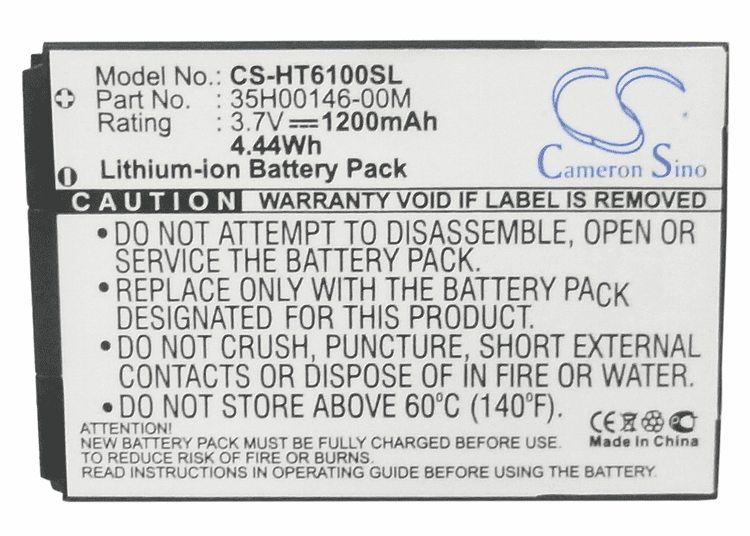 Model No.: CS-HT6100SL
Part No. : 35H00146-00M
Rating : 3.7V⎓1200mAh
4.44Wh
Lithium-ion Battery Pack
CS
Cameron Sino
CAUTION WARRANTY VOID IF LABEL IS REMOVED
•DO NOT ATTEMPT TO DISASSEMBLE, OPEN OR
SERVICE THE BATTERY PACK.
•REPLACE ONLY WITH THE BATTERY PACK
DESIGNATED FOR THIS PRODUCT.
•DO NOT CRUSH, PUNCTURE, SHORT EXTERNAL
CONTACTS OR DISPOSE OF IN FIRE OR WATER.
•DO NOT STORE ABOVE 60°C (140°F).
ATTENTION!
NEW BATTERY PACK MUST BE FULLY CHARGED BEFORE USE
TO REDUCE RISK OF FIRE OR BURNS.
READ INSTRUCTIONS IN OPERATING GUIDE BEFORE BATTERY USE.
CE
Made in China